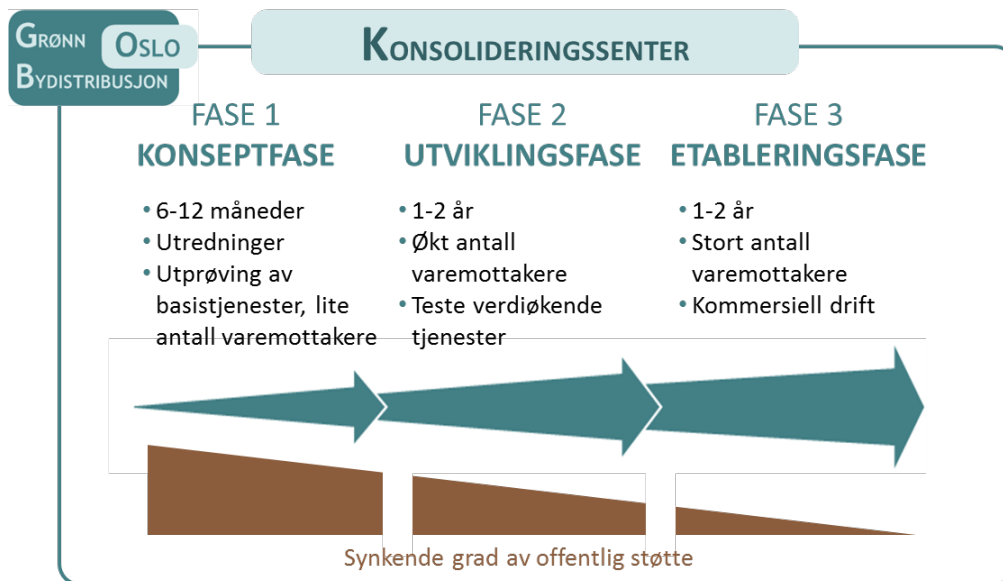 GRØNN
OSLO
BYDISTRIBUSJON
KONSOLIDERINGSSENTER
FASE 1
KONSEPTFASE
• 6-12 måneder
• Utredninger
• Utprøving av
basistjenester, lite
antall varemottakere
FASE 2
UTVIKLINGSFASE
• 1-2 år
• Økt antall
varemottakere
• Teste verdiøkende
tjenester
FASE 3
ETABLERINGSFASE
• 1-2 år
• Stort antall
varemottakere
• Kommersiell drift
Synkende grad av offentlig støtte